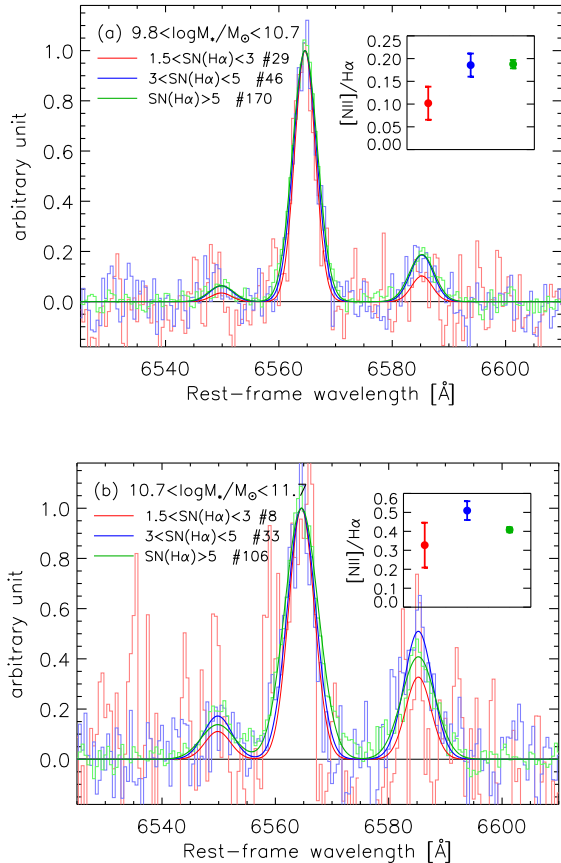 (a) 9.8<logM*/M⊙<10.7
1.5<SN(Hα)<3 #29
3<SN(Hα)<5 #46
SN(Hα)>5 #170
[NII]/Hα
0.25
0.20
0.15
0.10
0.05
0.00
arbitrary unit
1.0
0.8
0.6
0.4
0.2
0.0
6540 6560 6580 6600
Rest-frame wavelength [Å]
(b) 10.7<logM*/M⊙<11.7
1.5<SN(Hα)<3 #8
3<SN(Hα)<5 #33
SN(Hα)>5 #106
[NII]/Hα
0.6
0.5
0.4
0.3
0.2
0.1
0.0
arbitrary unit
1.0
0.8
0.6
0.4
0.2
0.0
6540 6560 6580 6600
Rest-frame wavelength [Å]